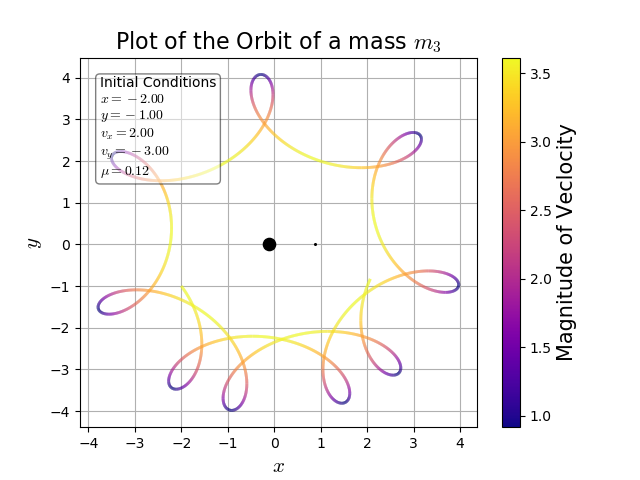 Plot of the Orbit of a mass m₃
Initial Conditions
x = −2.00
y = −1.00
vₓ = 2.00
v_y = −3.00
μ = 0.12
4
3
2
1
0
−1
−2
−3
−4
y
−4 −3 −2 −1 0 1 2 3 4
x
3.5
3.0
2.5
2.0
1.5
1.0
Magnitude of Veclocity